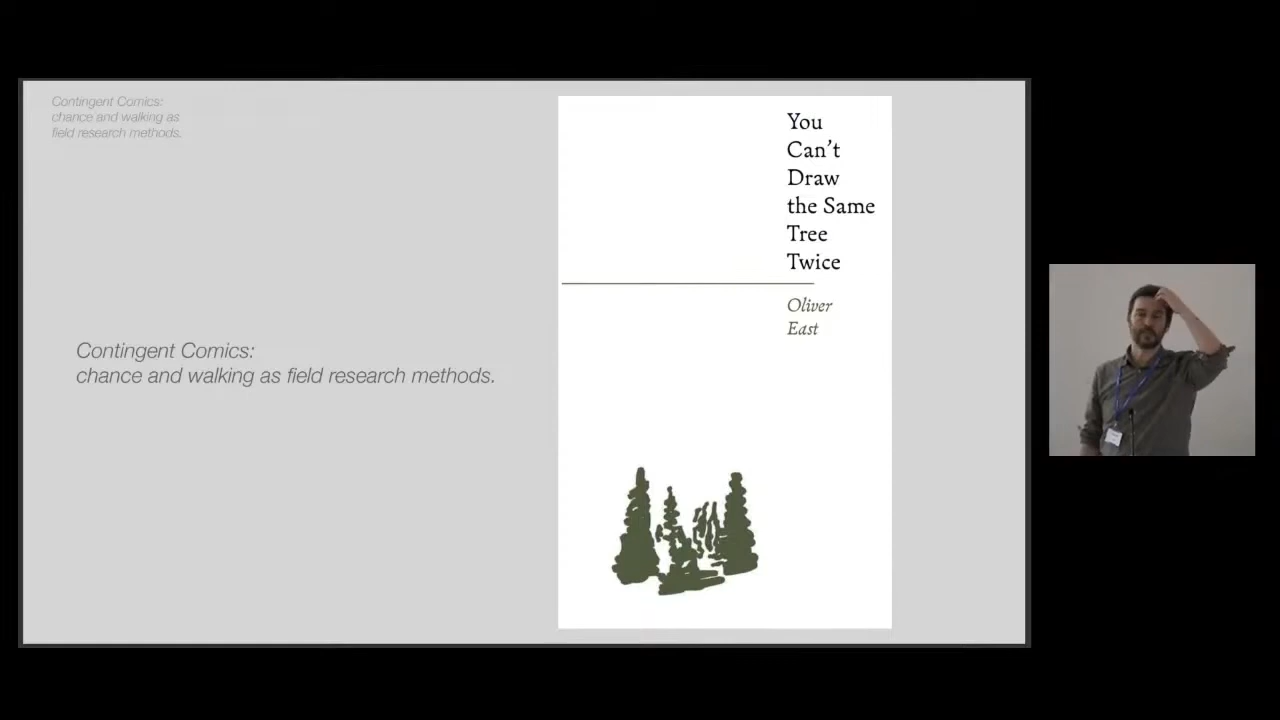 Contingent Comics:
chance and walking as
field research methods.
Contingent Comics:
chance and walking as field research methods.
You
Can’t
Draw
the Same
Tree
Twice
Oliver
East